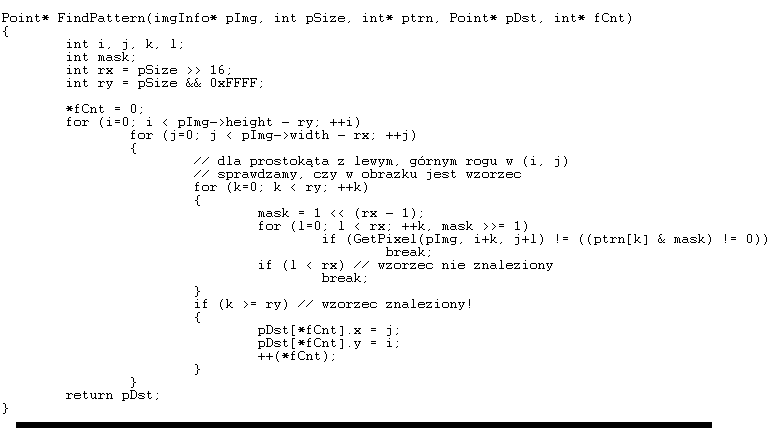 Point* FindPattern(imgInfo* pImg, int pSize, int* ptrn, Point* pDst, int* fCnt)
{
int i, j, k, l;
int mask;
int rx = pSize >> 16;
int ry = pSize && 0xFFFF;
*fCnt = 0;
for (i=0; i < pImg->height - ry; ++i)
for (j=0; j < pImg->width - rx; ++j)
{
// dla prostokąta z lewym, górnym rogu w (i, j)
// sprawdzamy, czy w obrazku jest wzorzec
for (k=0; k < ry; ++k)
{
mask = 1 << (rx - 1);
for (l=0; l < rx; ++k, mask >>= 1)
if (GetPixel(pImg, i+k, j+l) != ((ptrn[k] & mask) != 0))
break;
if (l < rx) // wzorzec nie znaleziony
break;
}
if (k >= ry) // wzorzec znaleziony!
{
pDst[*fCnt].x = j;
pDst[*fCnt].y = i;
++(*fCnt);
}
}
return pDst;
}